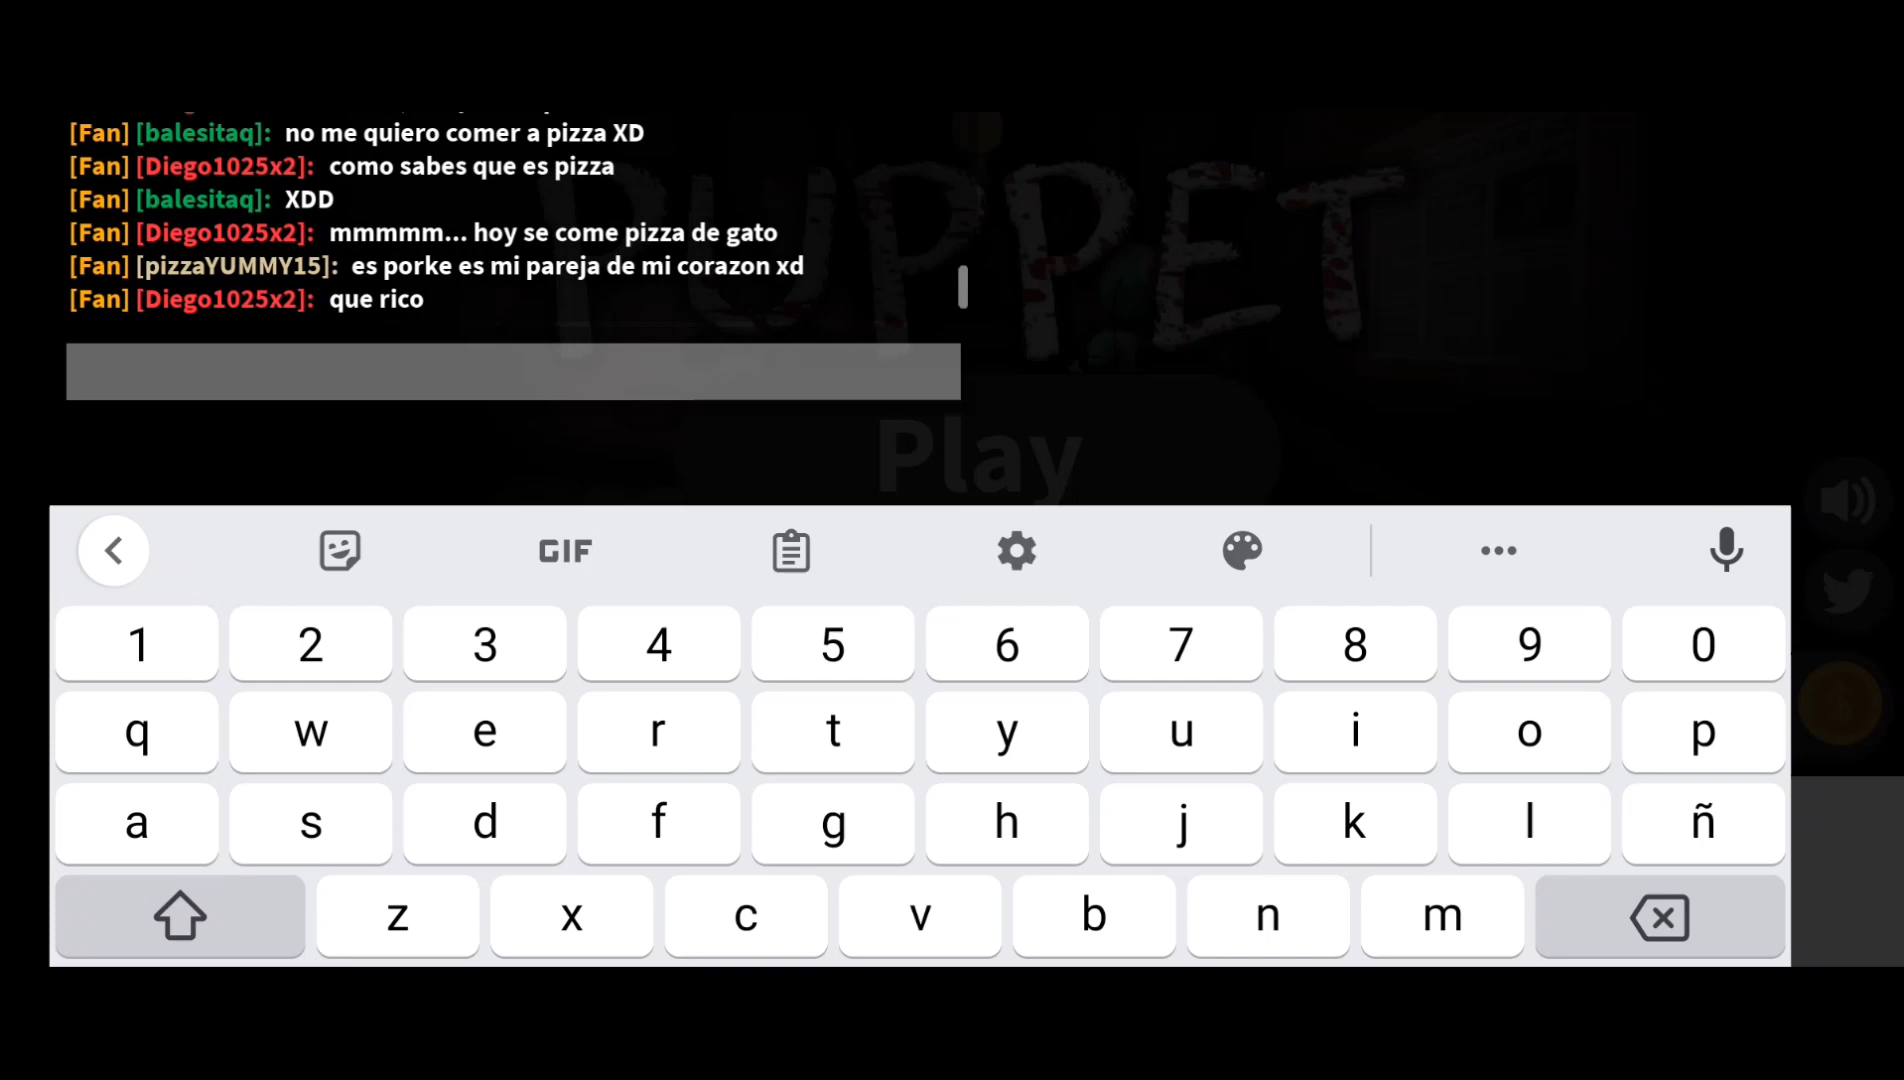 [Fan] [balesitaq]: no me quiero comer a pizza XD
[Fan] [Diego1025x2]: como sabes que es pizza
[Fan] [balesitaq]: XDD
[Fan] [Diego1025x2]: mmmmm... hoy se come pizza de gato
[Fan] [pizzaYUMMY15]: es porke es mi pareja de mi corazon xd
[Fan] [Diego1025x2]: que rico
PUPPET
Play
GIF
1 2 3 4 5 6 7 8 9 0
q w e r t y u i o p
a s d f g h j k l ñ
z x c v b n m